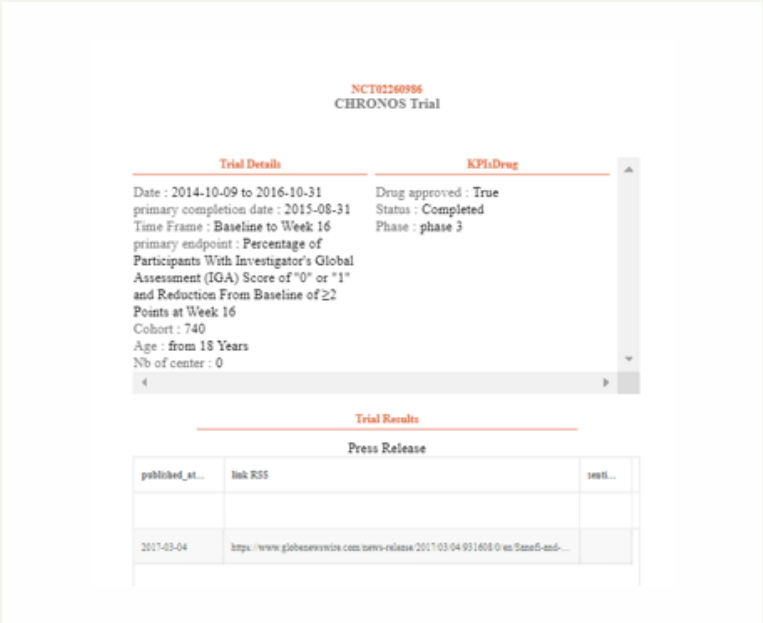 NCT02260986
CHRONOS Trial
Trial Details
Date : 2014-10-09 to 2016-10-31
primary completion date : 2015-08-31
Time Frame : Baseline to Week 16
primary endpoint : Percentage of
Participants With Investigator's Global
Assessment (IGA) Score of "0" or "1"
and Reduction From Baseline of ≥2
Points at Week 16
Cohort : 740
Age : from 18 Years
Nb of center : 0
KPIsDrug
Drug approved : True
Status : Completed
Phase : phase 3
Trial Results
Press Release
published_at... link RSS senti...
2017-03-04 https://www.globenewswire.com/news-release/2017/03/04/931608/0/en/Sanofi-and-...